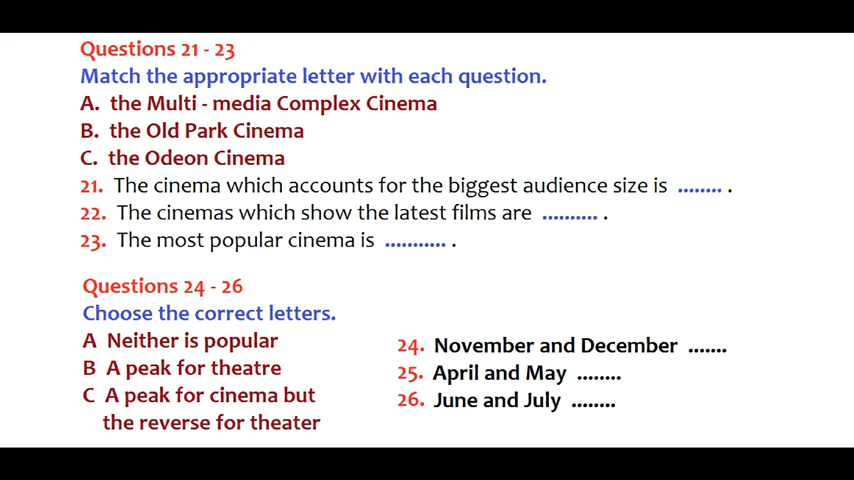 Questions 21 - 23
Match the appropriate letter with each question.
A. the Multi - media Complex Cinema
B. the Old Park Cinema
C. the Odeon Cinema
21. The cinema which accounts for the biggest audience size is ........ .
22. The cinemas which show the latest films are .......... .
23. The most popular cinema is ........... .
Questions 24 - 26
Choose the correct letters.
A Neither is popular
B A peak for theatre
C A peak for cinema but
the reverse for theater
24. November and December .......
25. April and May ........
26. June and July ........